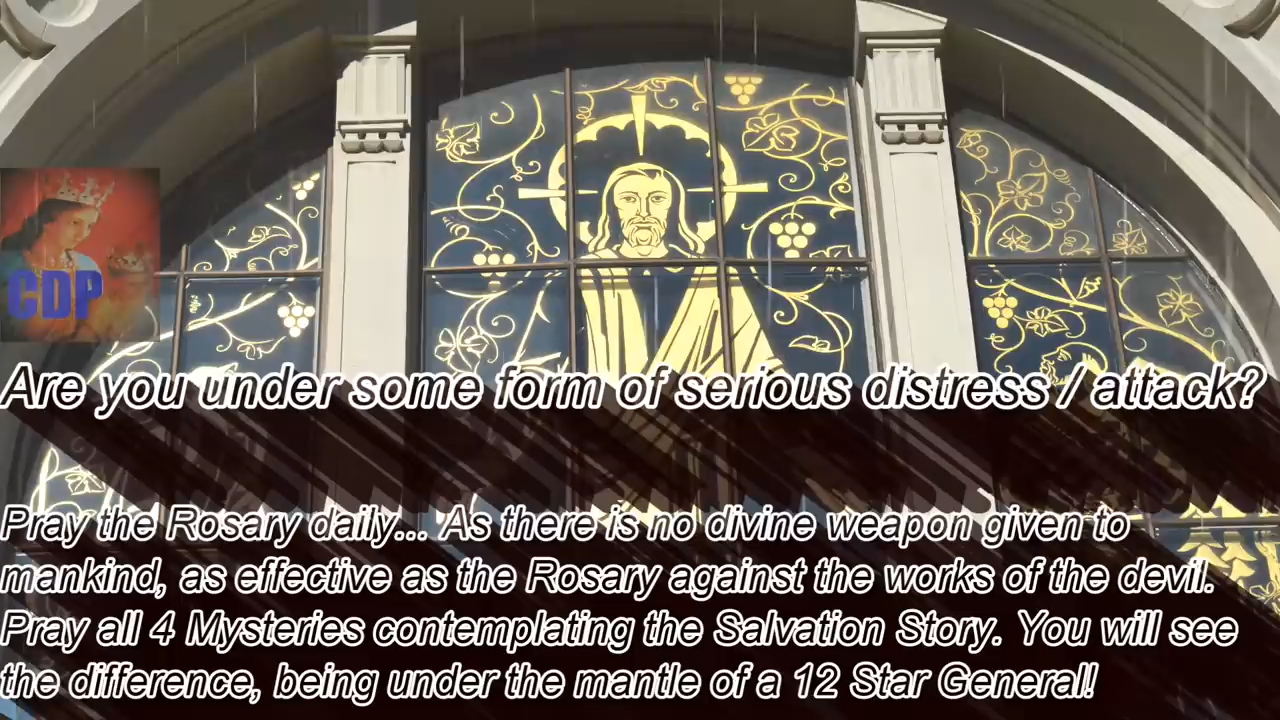 CDP
Are you under some form of serious distress / attack?
Pray the Rosary daily... As there is no divine weapon given to
mankind, as effective as the Rosary against the works of the devil.
Pray all 4 Mysteries contemplating the Salvation Story. You will see
the difference, being under the mantle of a 12 Star General!